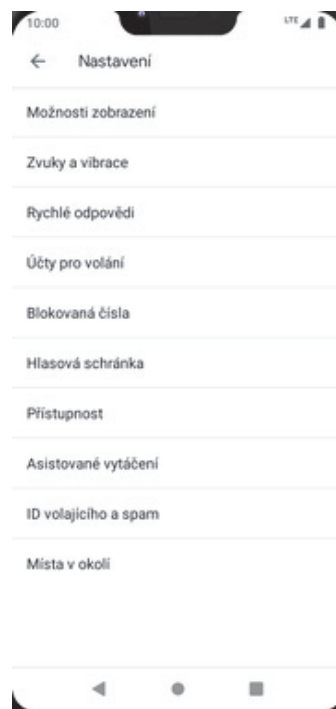 10:00
LTE
Nastavení
Možnosti zobrazení
Zvuky a vibrace
Rychlé odpovědi
Účty pro volání
Blokovaná čísla
Hlasová schránka
Přístupnost
Asistované vytáčení
ID volajícího a spam
Místa v okolí